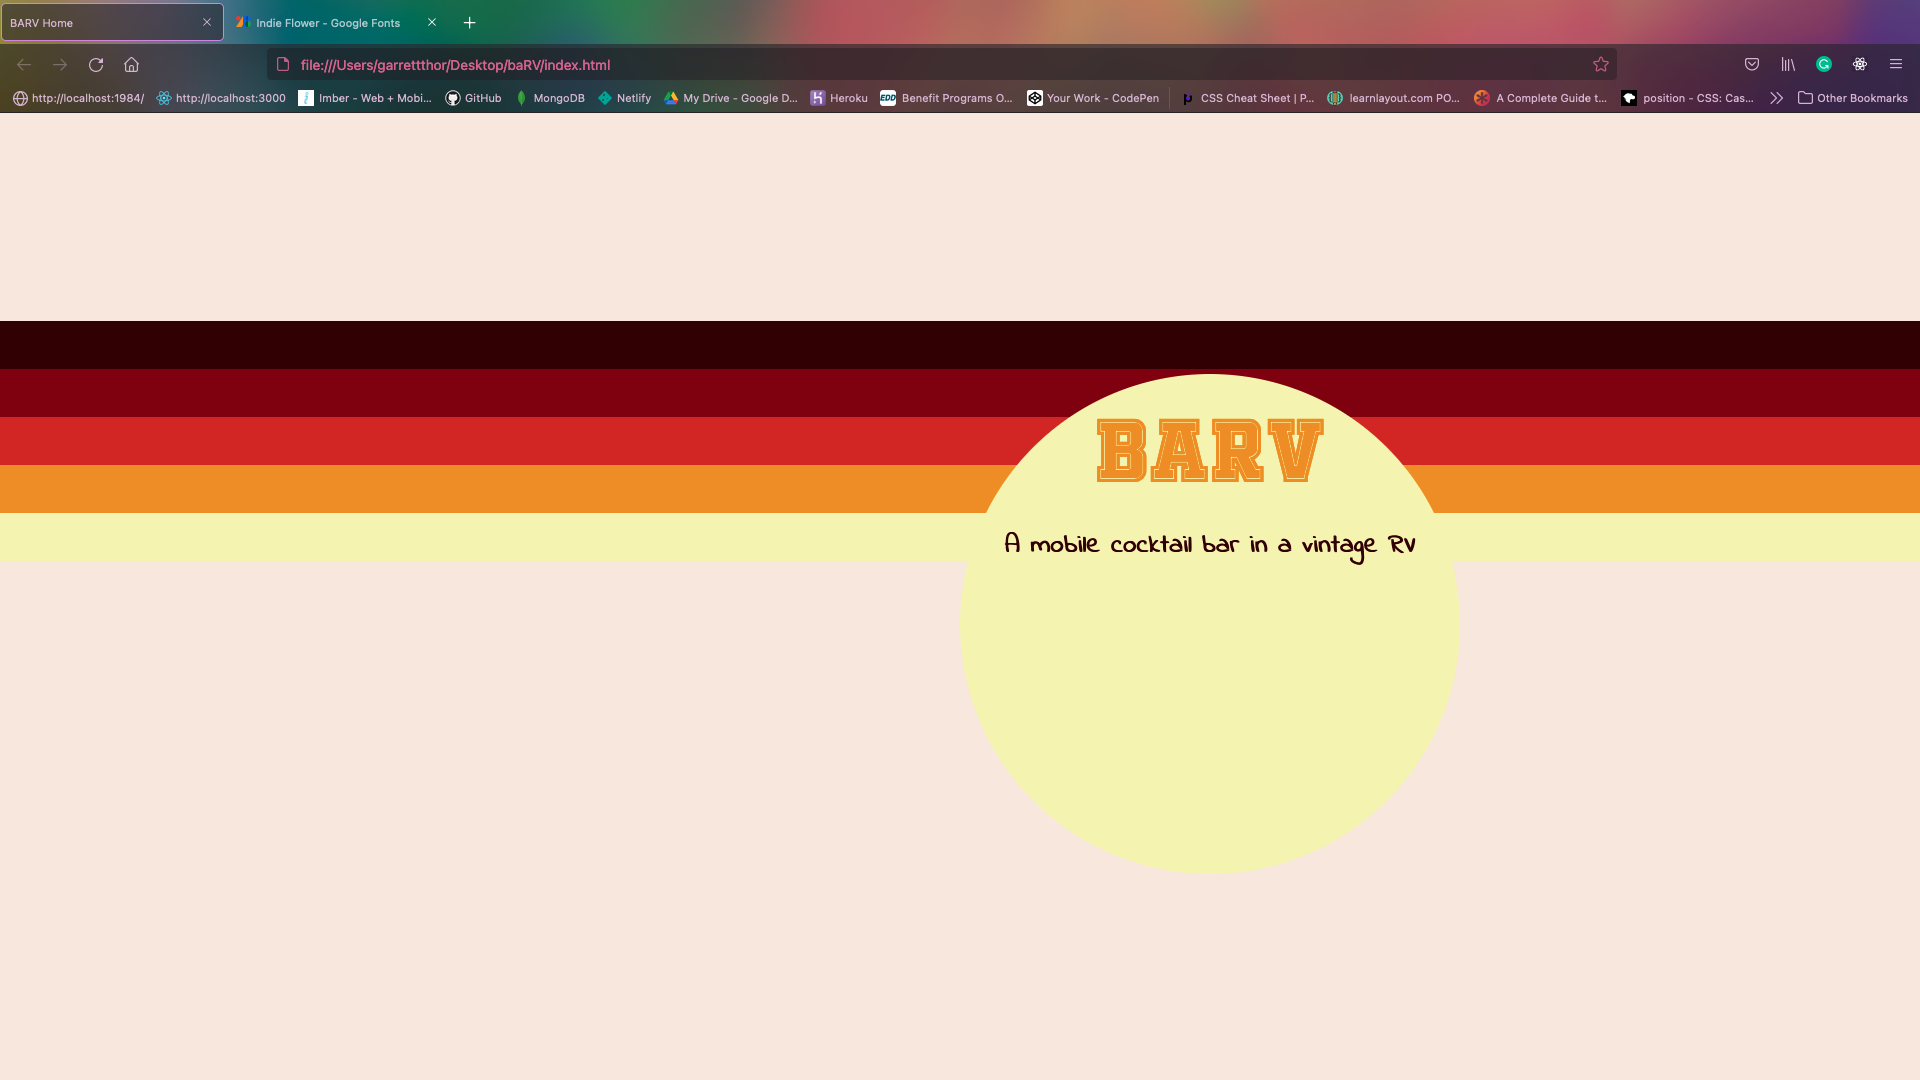 BARV Home
Indie Flower - Google Fonts
file:///Users/garrettthor/Desktop/baRV/index.html
http://localhost:1984/ http://localhost:3000 Imber - Web + Mobi... GitHub MongoDB Netlify My Drive - Google D... Heroku EDD Benefit Programs O... Your Work - CodePen CSS Cheat Sheet | P... learnlayout.com PO... A Complete Guide t... position - CSS: Cas... Other Bookmarks
BARV
A mobile cocktail bar in a vintage RV